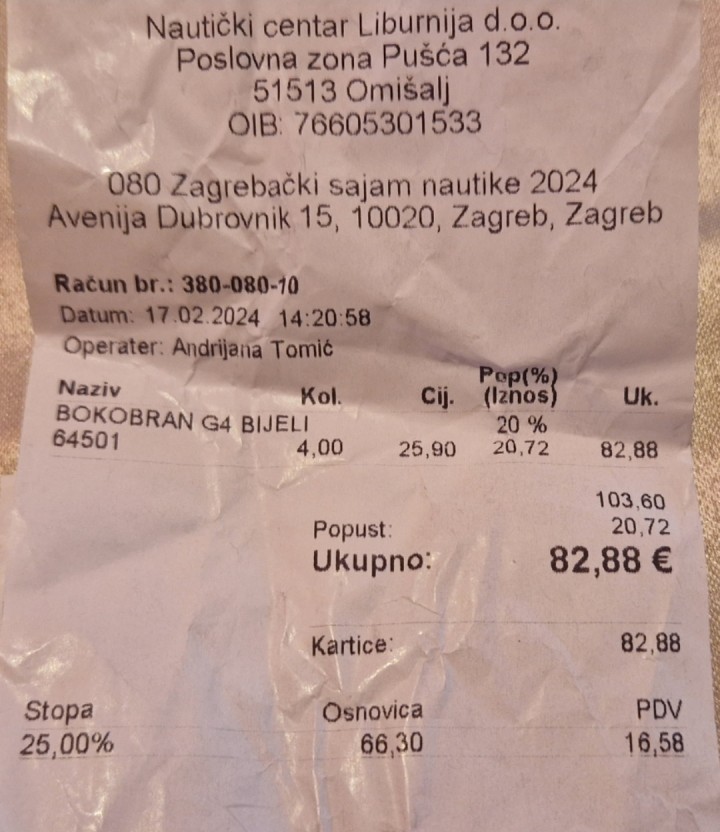 Nautički centar Liburnija d.o.o.
Poslovna zona Pušća 132
51513 Omišalj
OIB: 76605301533
080 Zagrebački sajam nautike 2024
Avenija Dubrovnik 15, 10020, Zagreb, Zagreb
Račun br.: 380-080-10
Datum: 17.02.2024 14:20:58
Operater: Andrijana Tomić
Naziv Kol. Cij. Pop(%) (Iznos) Uk.
BOKOBRAN G4 BIJELI 20 %
64501 4,00 25,90 20,72 82,88
103,60
Popust: 20,72
Ukupno: 82,88 €
Kartice: 82,88
Stopa Osnovica PDV
25,00% 66,30 16,58